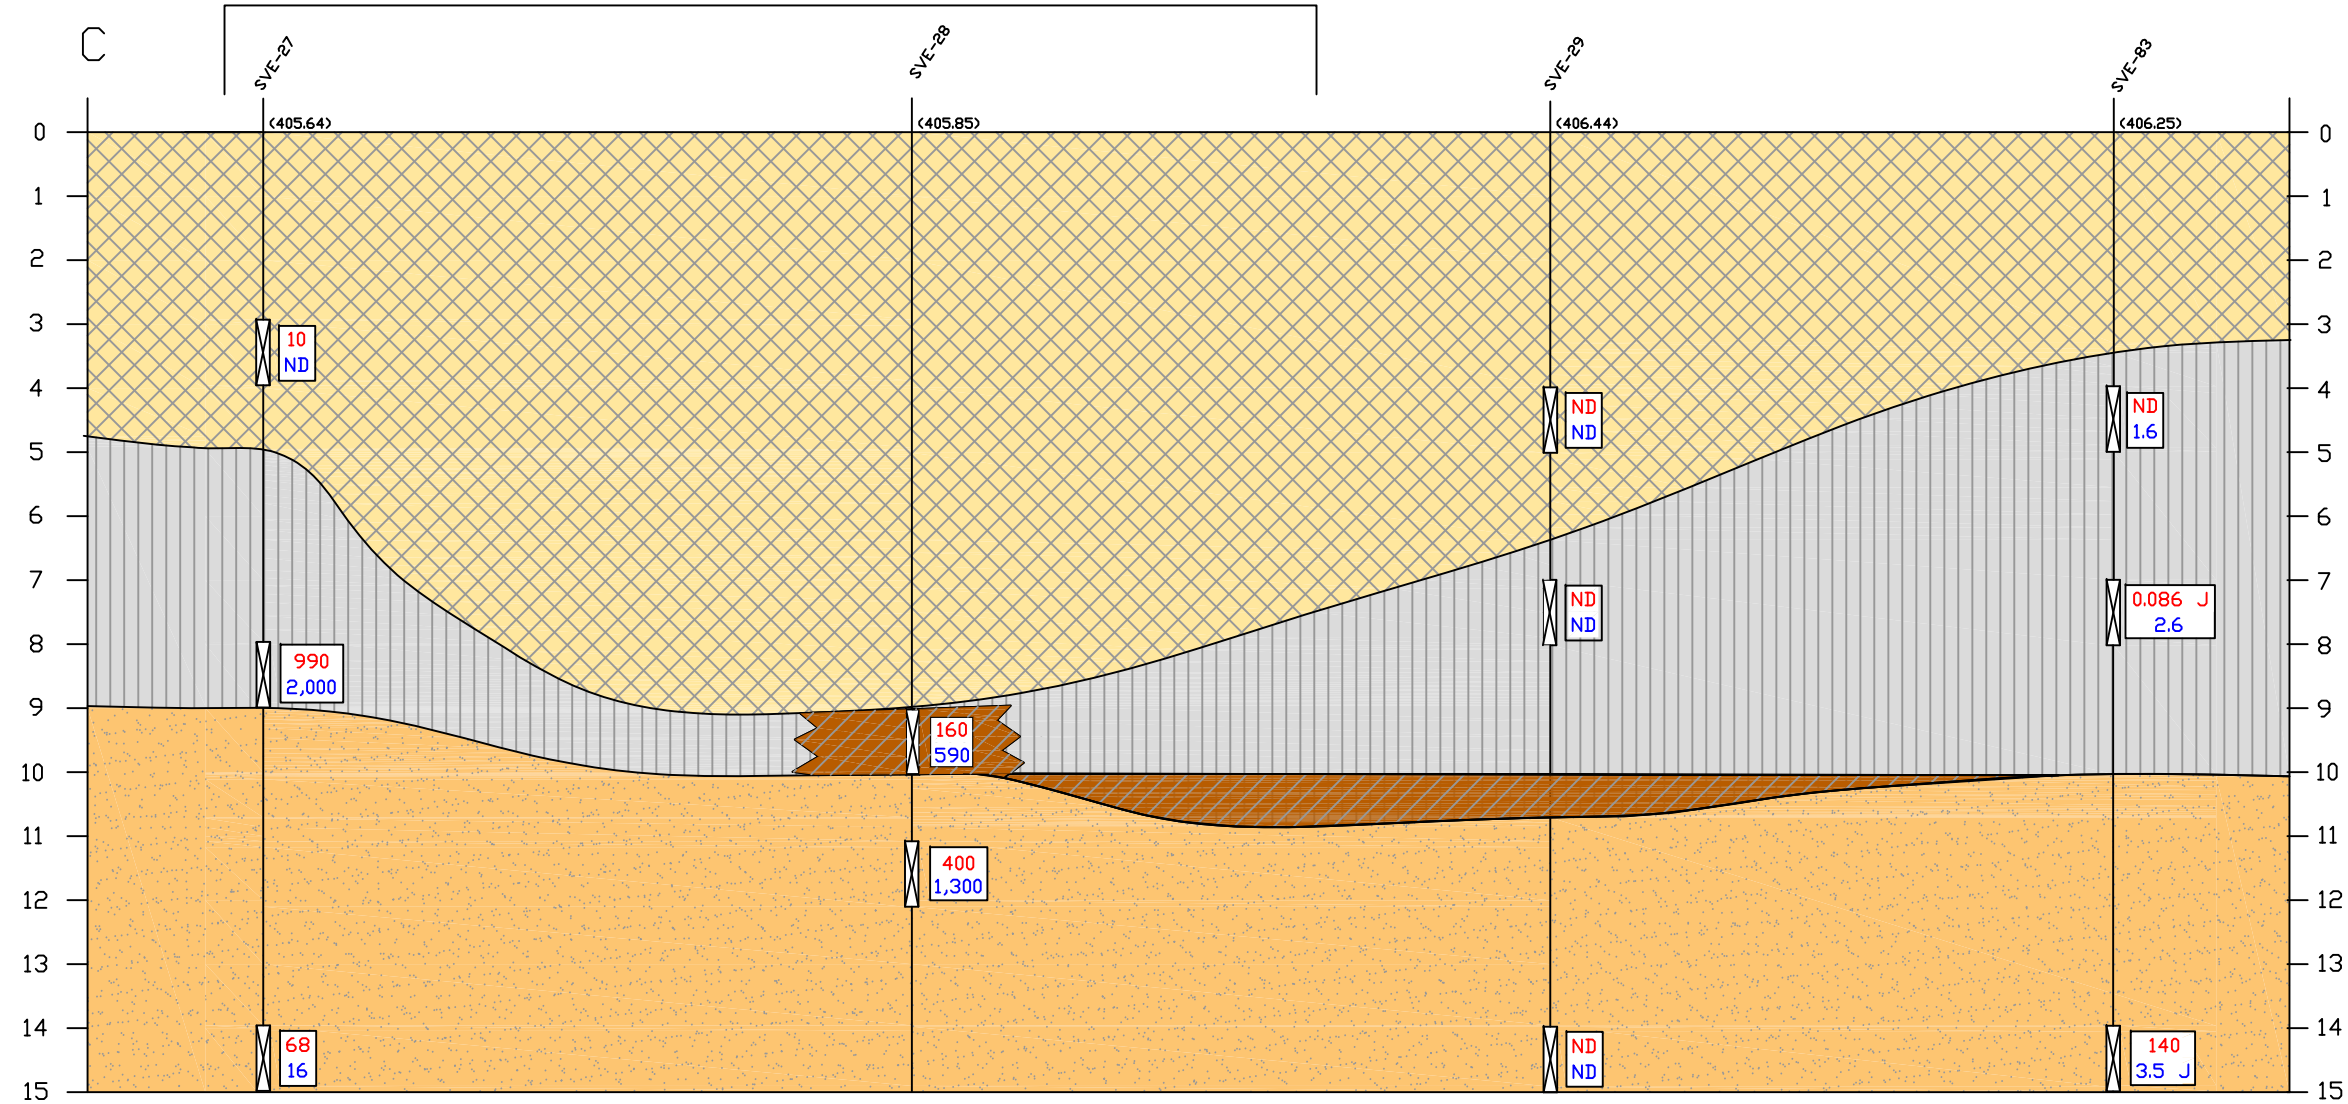 C
SVE-27
SVE-28
SVE-29
SVE-83
(405.64)
(405.85)
(406.44)
(406.25)
0 0
1 1
2 2
3 3
10
ND
4 4
ND
ND
ND
1.6
5 5
6 6
7 7
ND
ND
0.086 J
2.6
8 8
990
2,000
9 9
160
590
10 10
11 11
400
1,300
12 12
13 13
14 14
68
16
ND
ND
140
3.5 J
15 15